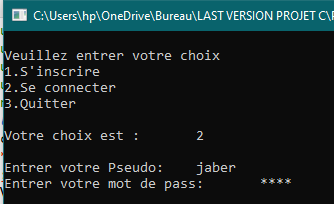 C:\Users\hp\OneDrive\Bureau\LAST VERSION PROJET C\
Veuillez entrer votre choix
1.S'inscrire
2.Se connecter
3.Quitter
Votre choix est : 2
Entrer votre Pseudo: jaber
Entrer votre mot de pass: ****